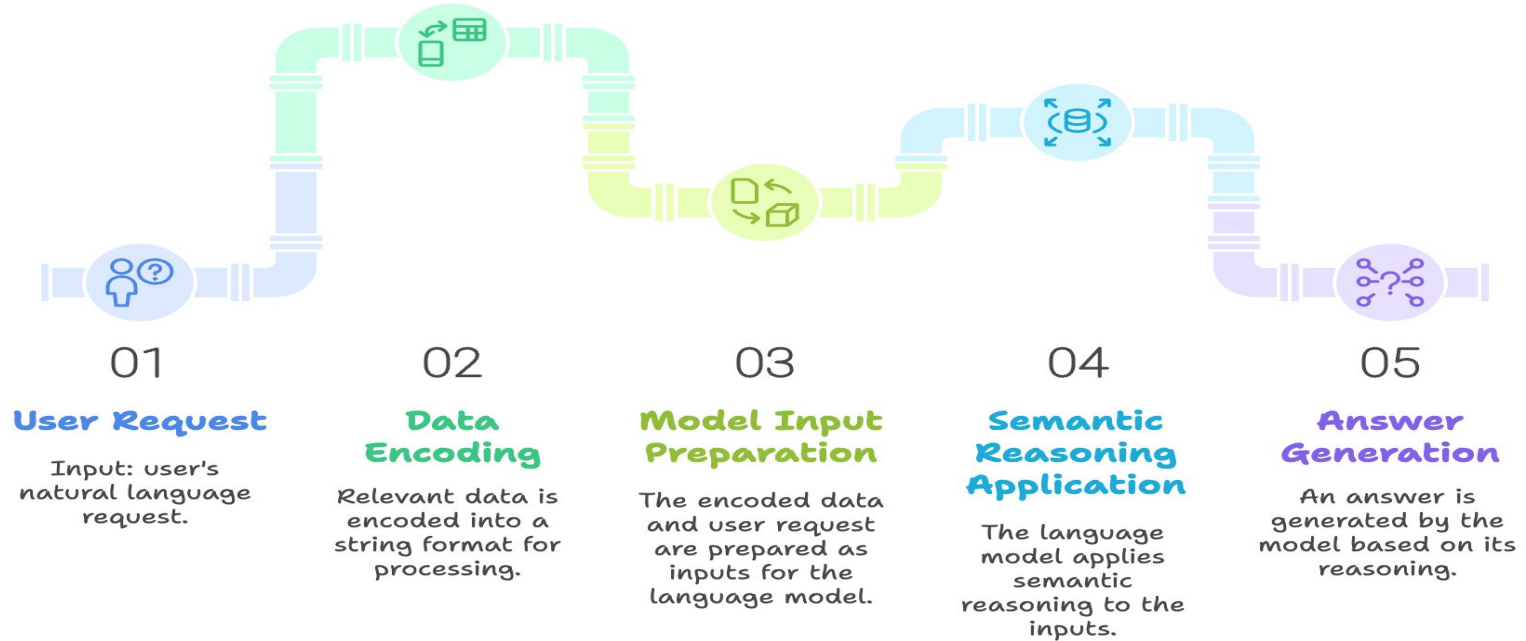 01
User Request
Input: user's
natural language
request.
02
Data
Encoding
Relevant data is
encoded into a
string format for
processing.
03
Model Input
Preparation
The encoded data
and user request
are prepared as
inputs for the
language model.
04
Semantic
Reasoning
Application
The language
model applies
semantic
reasoning to the
inputs.
05
Answer
Generation
An answer is
generated by the
model based on its
reasoning.